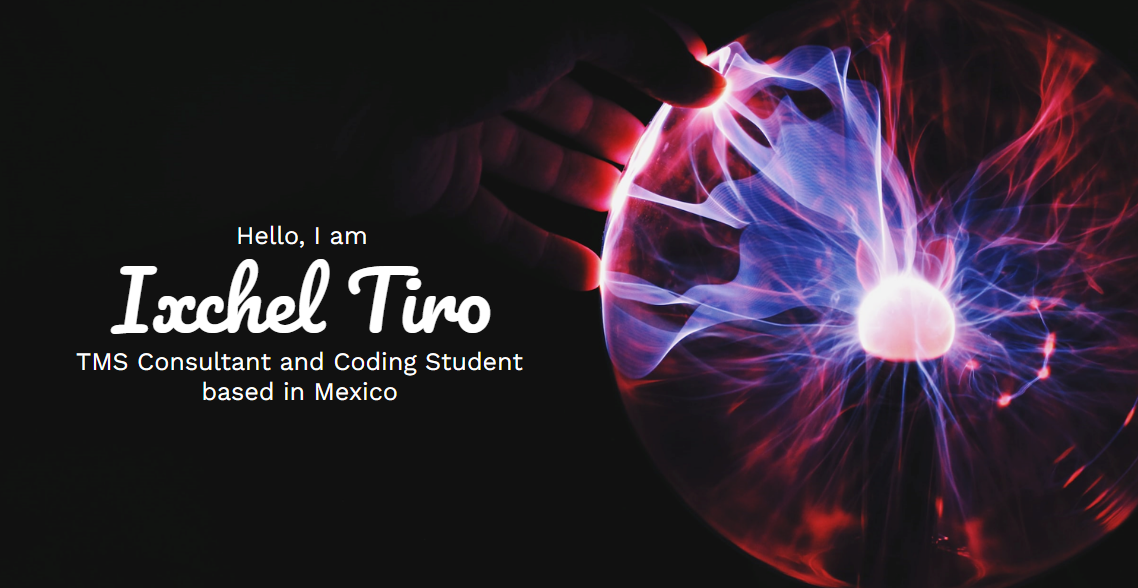 Hello, I am
Ixchel Tiro
TMS Consultant and Coding Student
based in Mexico